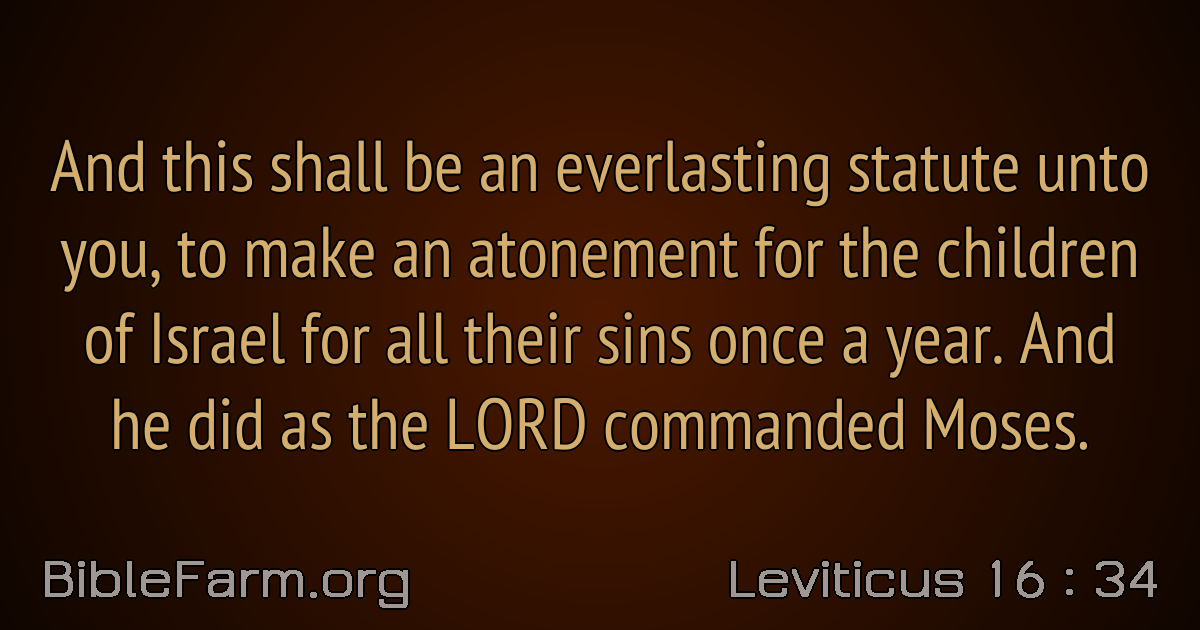 And this shall be an everlasting statute unto
you, to make an atonement for the children
of Israel for all their sins once a year. And
he did as the LORD commanded Moses.
BibleFarm.org
Leviticus 16 : 34